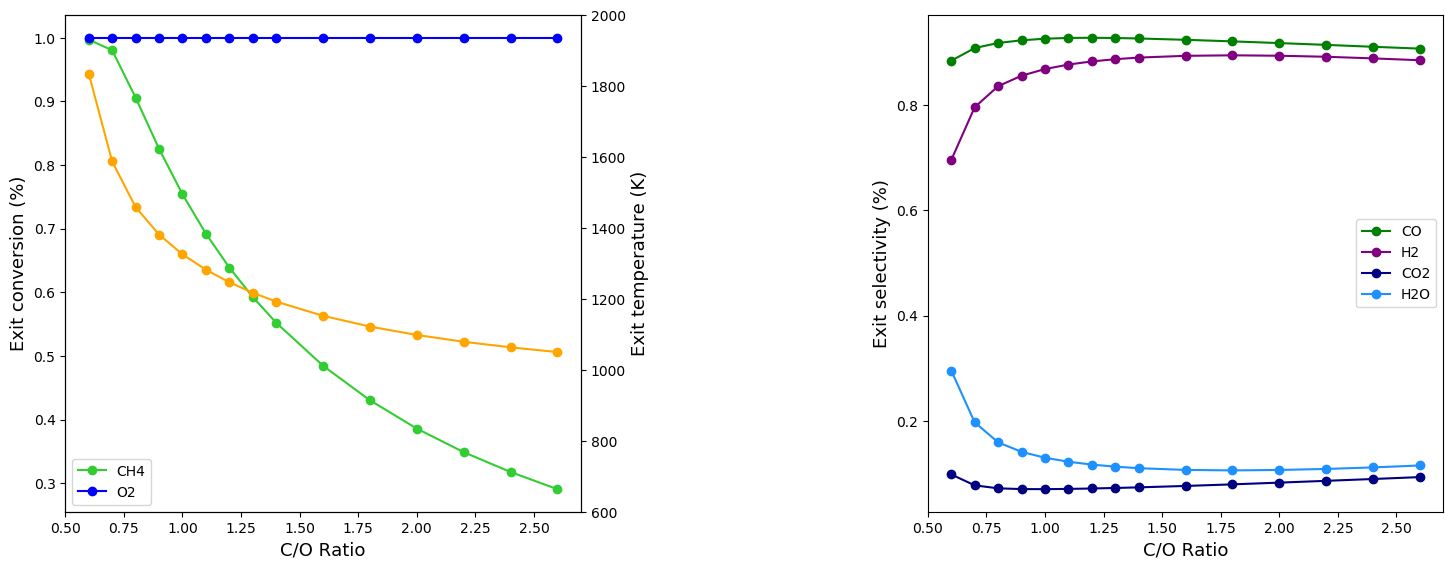 1.0
0.9
0.8
0.7
0.6
0.5
0.4
0.3
Exit conversion (%)
0.50 0.75 1.00 1.25 1.50 1.75 2.00 2.25 2.50
C/O Ratio
CH4
O2
2000
1800
1600
1400
1200
1000
800
600
Exit temperature (K)
0.8
0.6
0.4
0.2
Exit selectivity (%)
0.50 0.75 1.00 1.25 1.50 1.75 2.00 2.25 2.50
C/O Ratio
CO
H2
CO2
H2O